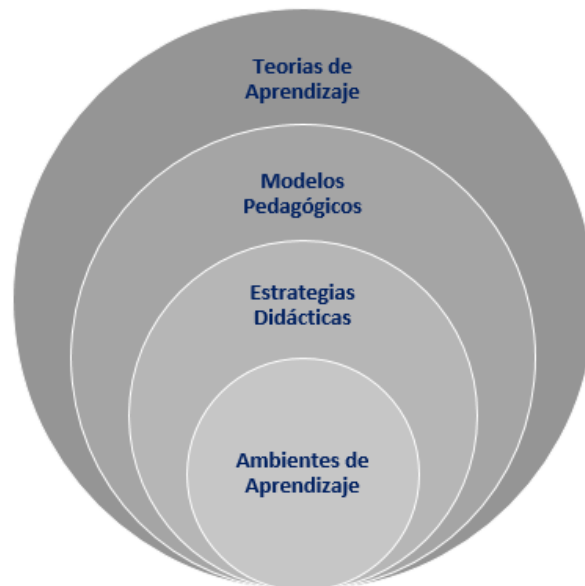 Teorias de
Aprendizaje
Modelos
Pedagógicos
Estrategias
Didácticas
Ambientes de
Aprendizaje